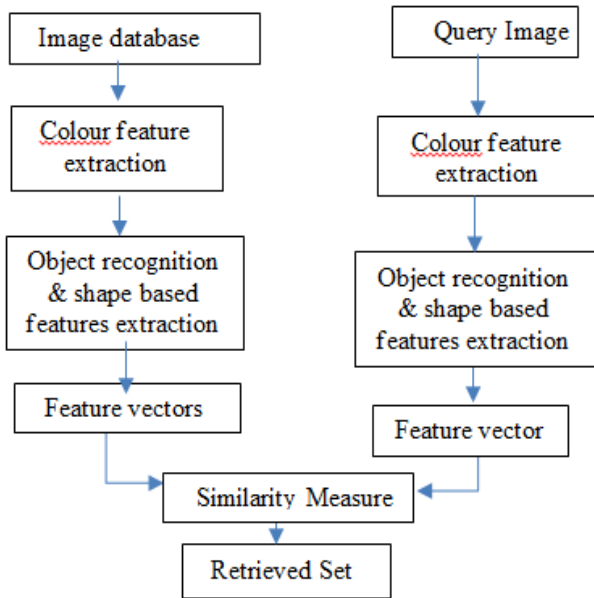 Image database
Query Image
Colour feature
extraction
Colour feature
extraction
Object recognition
& shape based
features extraction
Object recognition
& shape based
features extraction
Feature vectors
Feature vector
Similarity Measure
Retrieved Set